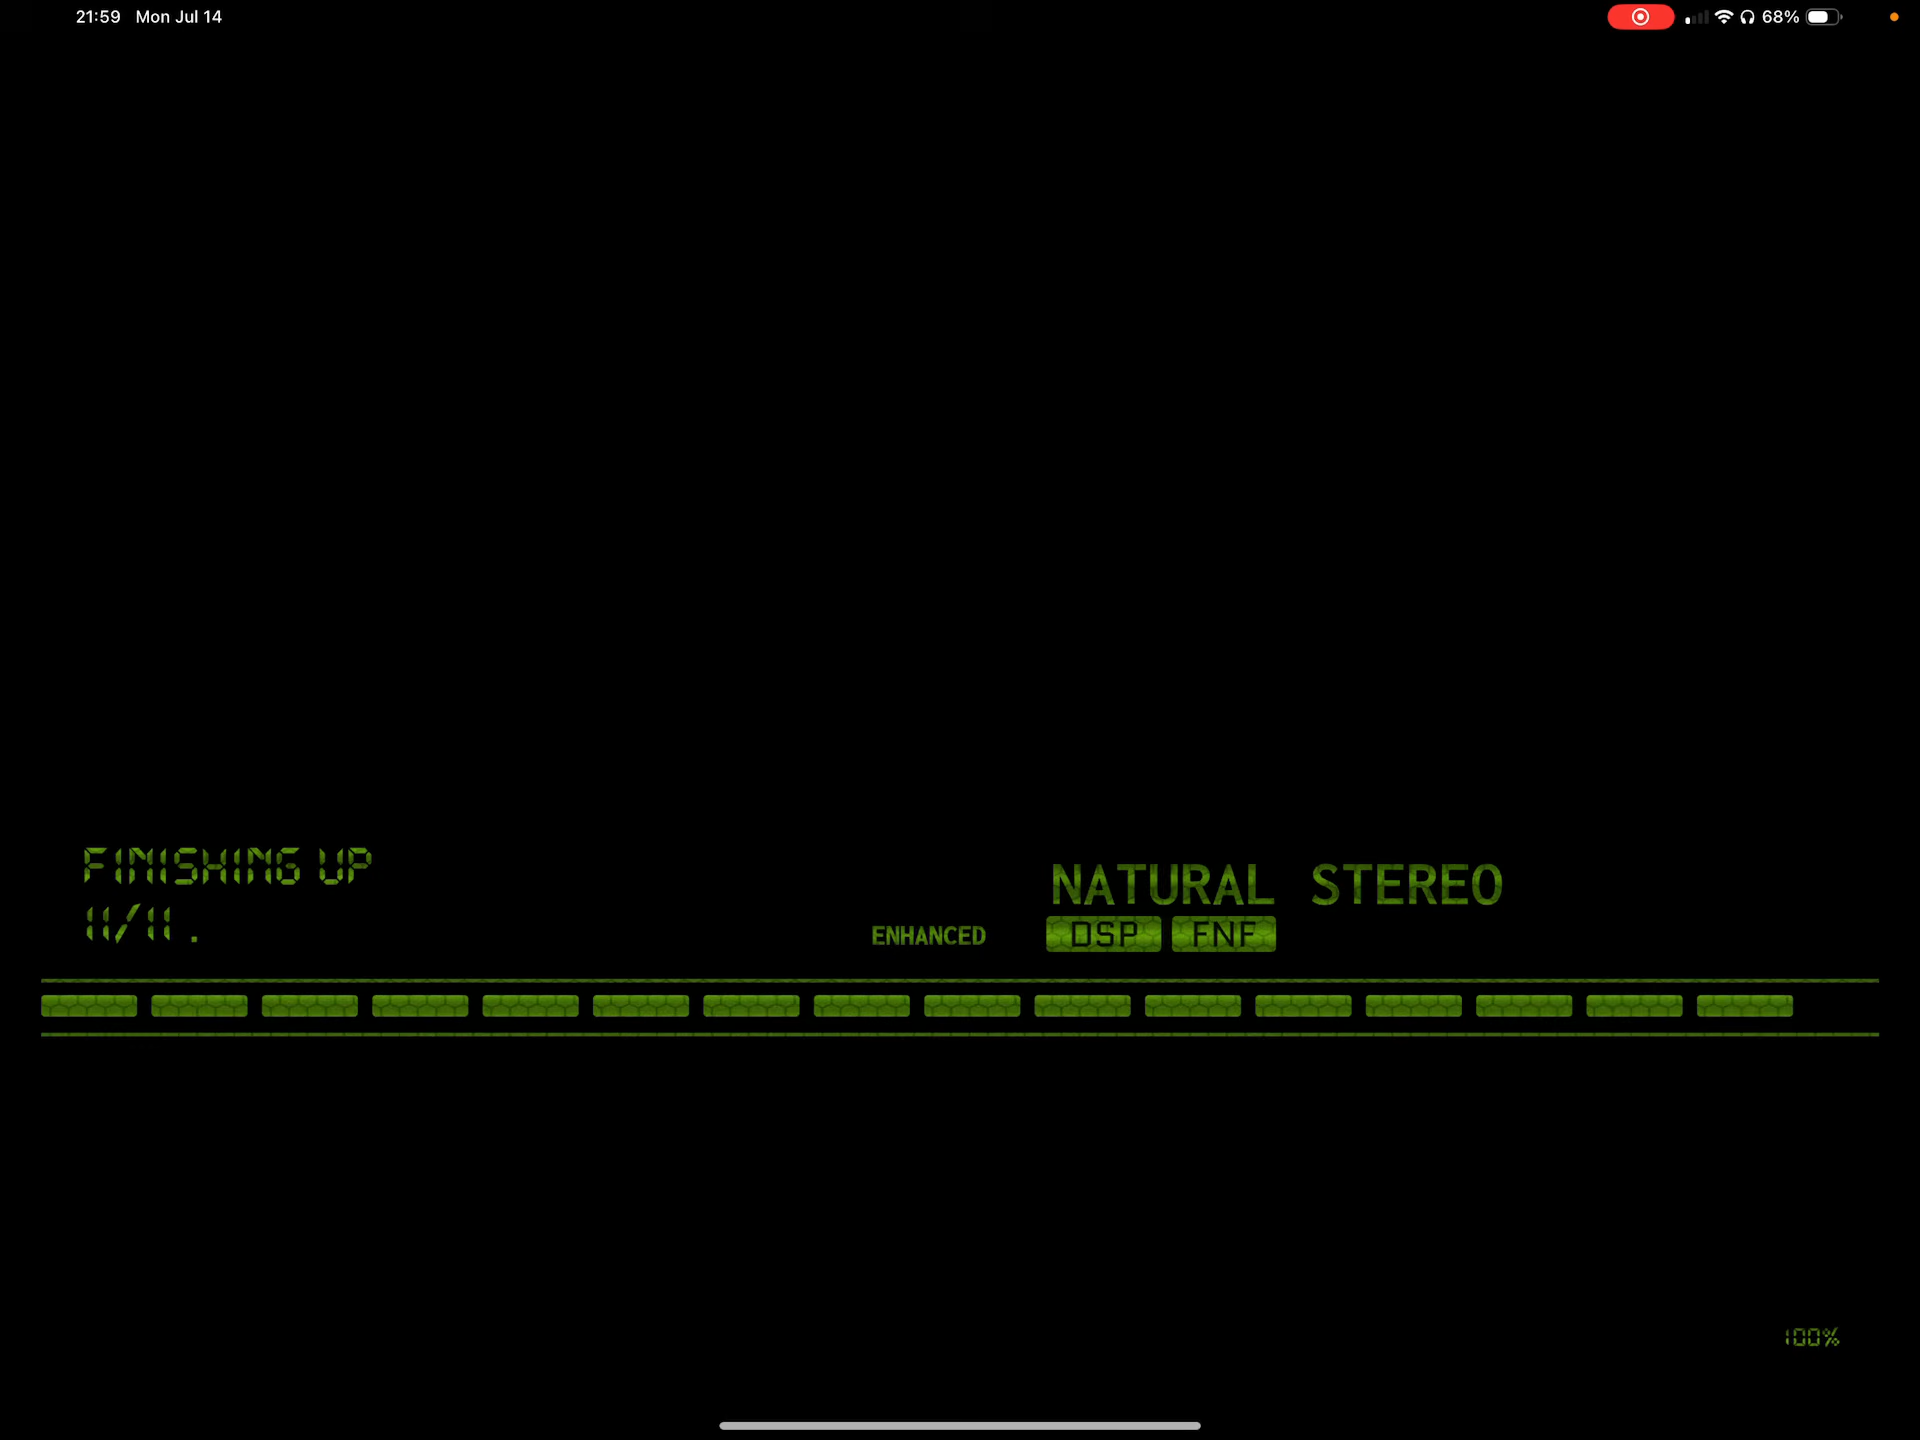 21:59 Mon Jul 14
68%
FINISHING UP
11/11 .
NATURAL STEREO
ENHANCED
DSP FNF
100%